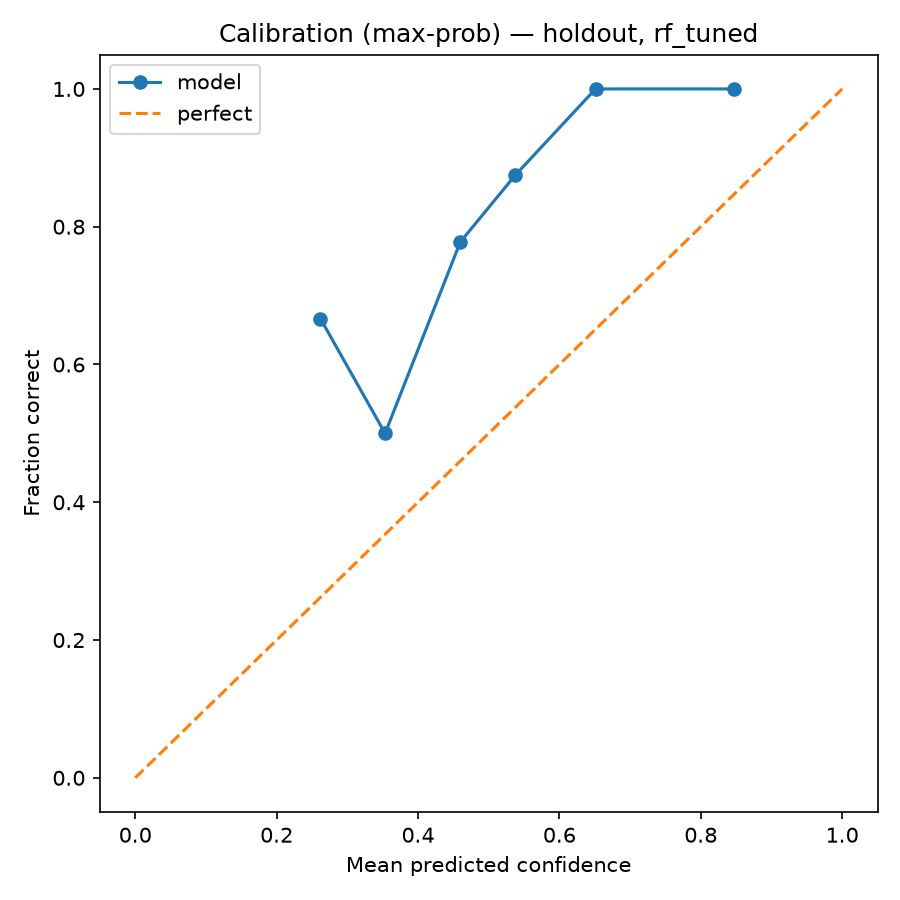 Calibration (max-prob) — holdout, rf_tuned
model
perfect
1.0
0.8
0.6
0.4
0.2
0.0
Fraction correct
0.0 0.2 0.4 0.6 0.8 1.0
Mean predicted confidence